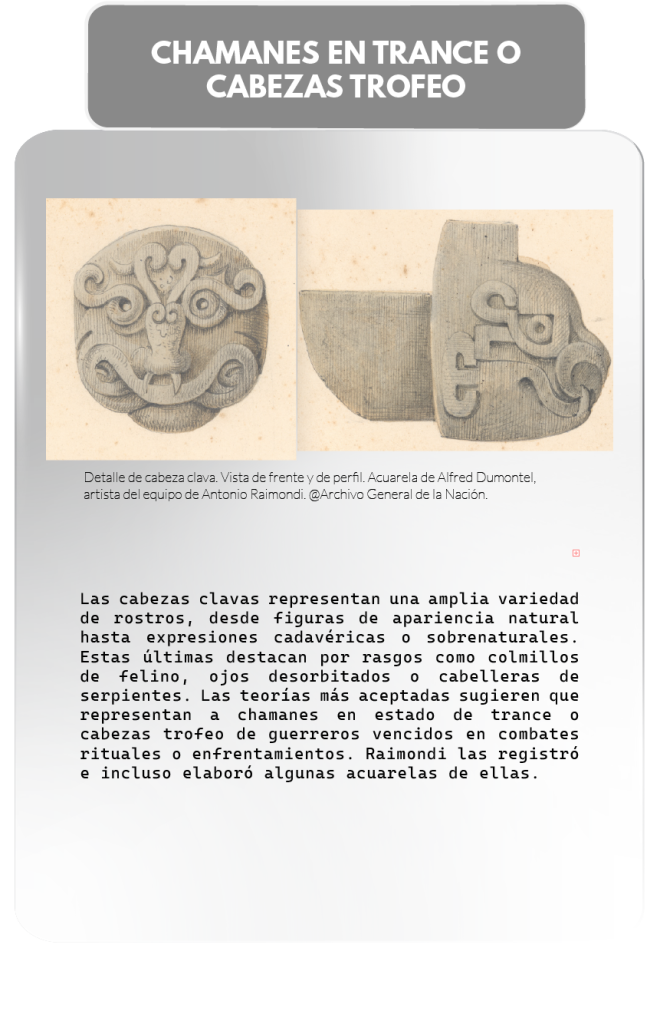 CHAMANES EN TRANCE O
CABEZAS TROFEO
Detalle de cabeza clava. Vista de frente y de perfil. Acuarela de Alfred Dumontel,
artista del equipo de Antonio Raimondi. @Archivo General de la Nación.
Las cabezas clavas representan una amplia variedad
de rostros, desde figuras de apariencia natural
hasta expresiones cadavéricas o sobrenaturales.
Estas últimas destacan por rasgos como colmillos
de felino, ojos desorbitados o cabelleras de
serpientes. Las teorías más aceptadas sugieren que
representan a chamanes en estado de trance o
cabezas trofeo de guerreros vencidos en combates
rituales o enfrentamientos. Raimondi las registró
e incluso elaboró algunas acuarelas de ellas.